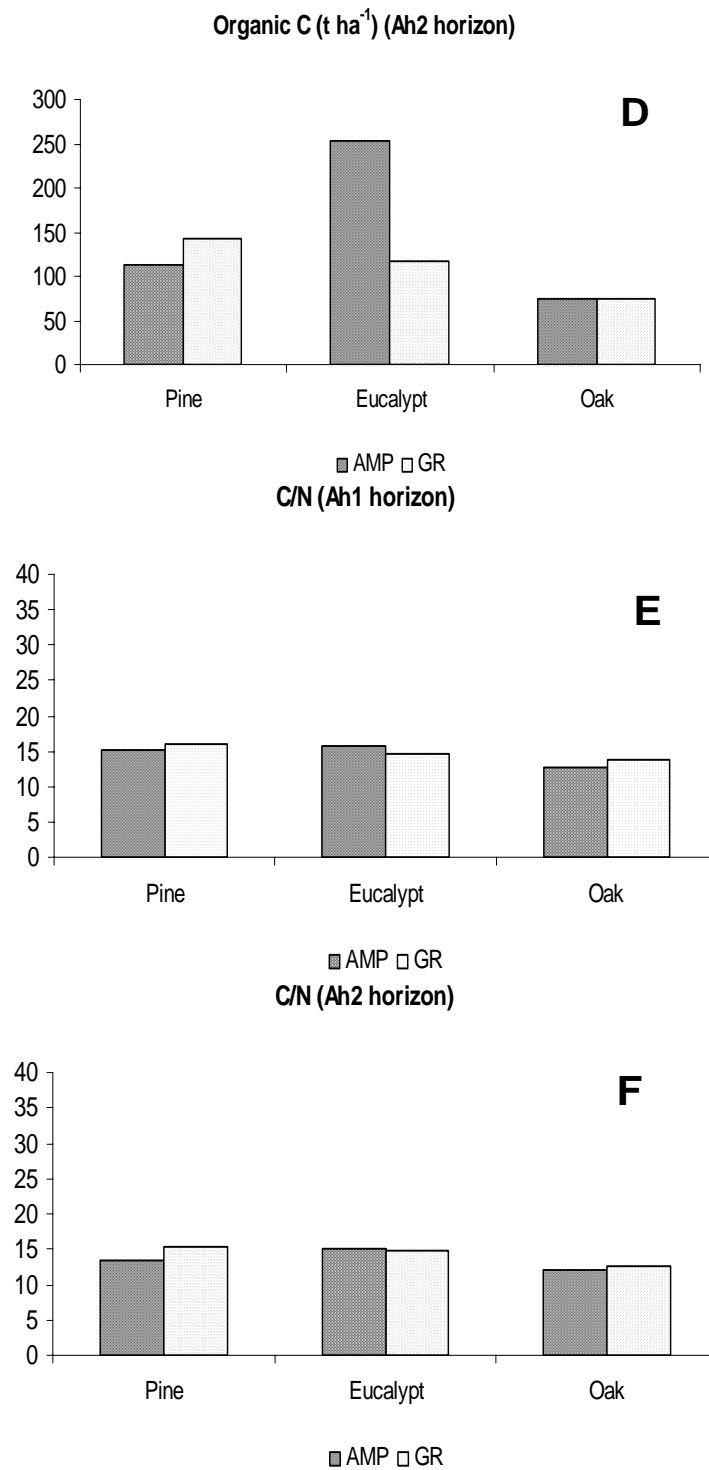 Organic C (t ha⁻¹) (Ah2 horizon)
D
300
250
200
150
100
50
0
Pine Eucalypt Oak
AMP GR
C/N (Ah1 horizon)
E
40
35
30
25
20
15
10
5
0
Pine Eucalypt Oak
AMP GR
C/N (Ah2 horizon)
F
40
35
30
25
20
15
10
5
0
Pine Eucalypt Oak
AMP GR